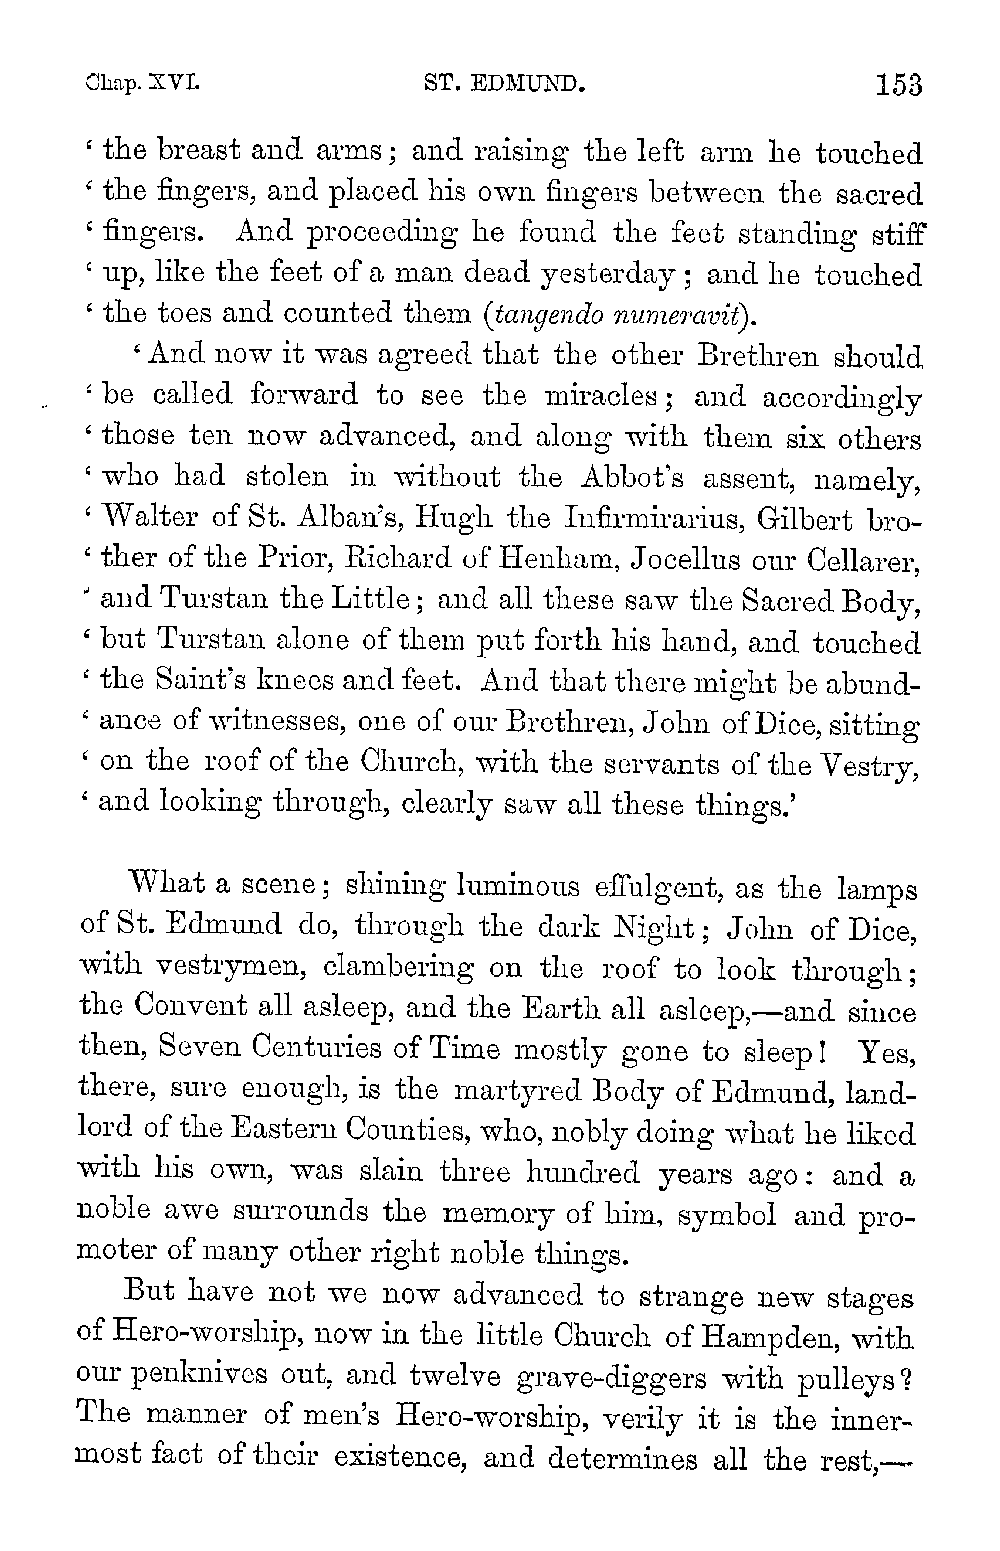 Chap. XVI. ST. EDMUND. 153
‘ the breast and arms; and raising the left arm he touched
‘ the fingers, and placed his own fingers between the sacred
‘ fingers. And proceeding he found the feet standing stiff
‘ up, like the feet of a man dead yesterday; and he touched
‘ the toes and counted them (tangendo numeravit).
‘ And now it was agreed that the other Brethren should
‘ be called forward to see the miracles; and accordingly
‘ those ten now advanced, and along with them six others
‘ who had stolen in without the Abbot’s assent, namely,
‘ Walter of St. Alban’s, Hugh the Infirmirarius, Gilbert bro-
‘ ther of the Prior, Richard of Henham, Jocellus our Cellarer,
‘ and Turstan the Little; and all these saw the Sacred Body,
‘ but Turstan alone of them put forth his hand, and touched
‘ the Saint’s knees and feet. And that there might be abund-
‘ ance of witnesses, one of our Brethren, John of Dice, sitting
‘ on the roof of the Church, with the servants of the Vestry,
‘ and looking through, clearly saw all these things.’
What a scene; shining luminous effulgent, as the lamps
of St. Edmund do, through the dark Night; John of Dice,
with vestrymen, clambering on the roof to look through;
the Convent all asleep, and the Earth all asleep,—and since
then, Seven Centuries of Time mostly gone to sleep! Yes,
there, sure enough, is the martyred Body of Edmund, land-
lord of the Eastern Counties, who, nobly doing what he liked
with his own, was slain three hundred years ago: and a
noble awe surrounds the memory of him, symbol and pro-
moter of many other right noble things.
But have not we now advanced to strange new stages
of Hero-worship, now in the little Church of Hampden, with
our penknives out, and twelve grave-diggers with pulleys?
The manner of men’s Hero-worship, verily it is the inner-
most fact of their existence, and determines all the rest,—